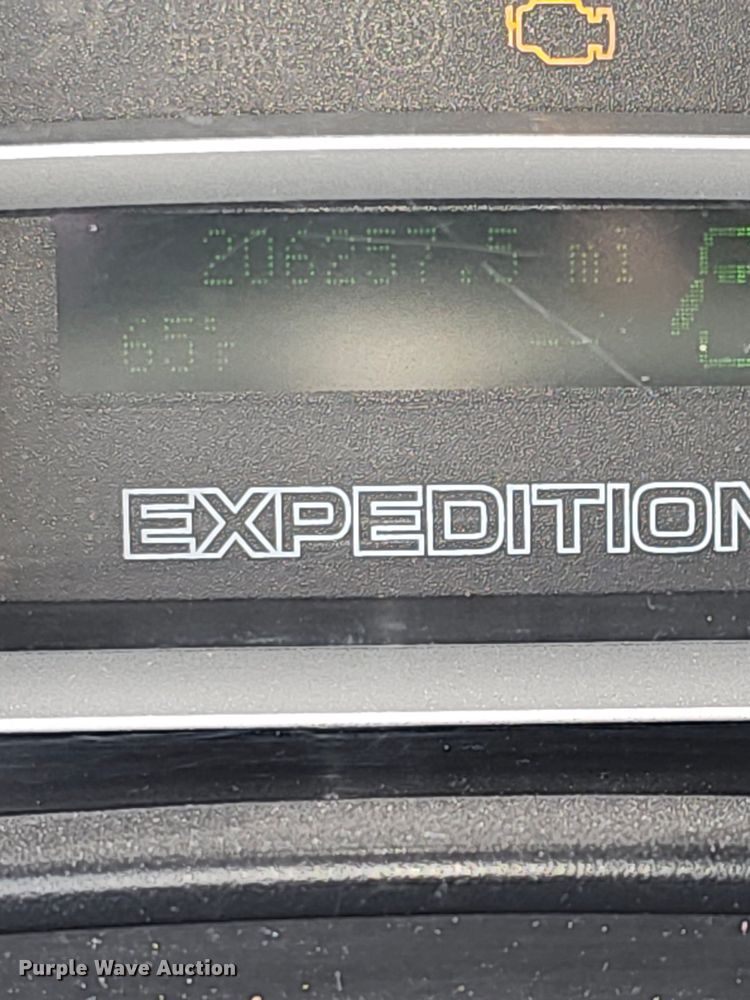 206257.5 mi
65°F ---
EXPEDITION
Purple Wave Auction